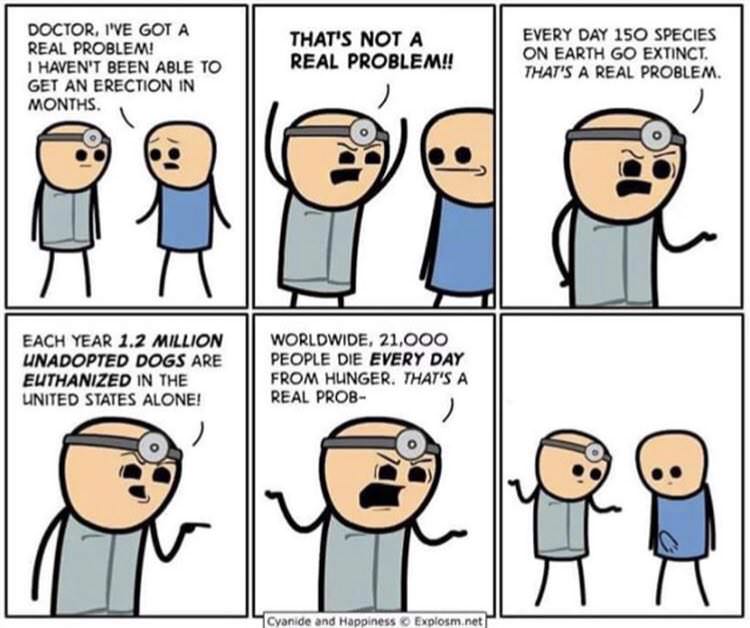 DOCTOR, I'VE GOT A
REAL PROBLEM!
I HAVEN'T BEEN ABLE TO
GET AN ERECTION IN
MONTHS.
THAT'S NOT A
REAL PROBLEM!!
EVERY DAY 150 SPECIES
ON EARTH GO EXTINCT.
THAT'S A REAL PROBLEM.
EACH YEAR 1.2 MILLION
UNADOPTED DOGS ARE
EUTHANIZED IN THE
UNITED STATES ALONE!
WORLDWIDE, 21,000
PEOPLE DIE EVERY DAY
FROM HUNGER. THAT'S A
REAL PROB-
Cyanide and Happiness © Explosm.net